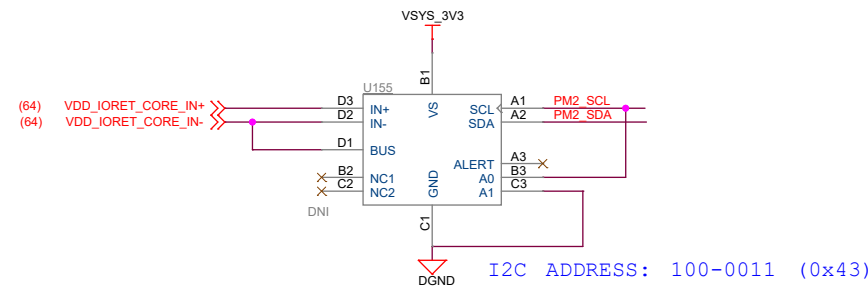 VSYS_3V3
U155
B1
(64) VDD_IORET_CORE_IN+ D3 IN+ VS SCL A1 PM2_SCL
(64) VDD_IORET_CORE_IN- D2 IN- SDA A2 PM2_SDA
D1 BUS
ALERT A3
B2 NC1 A0 B3
C2 NC2 GND A1 C3
DNI
C1
DGND
I2C ADDRESS: 100-0011 (0x43)